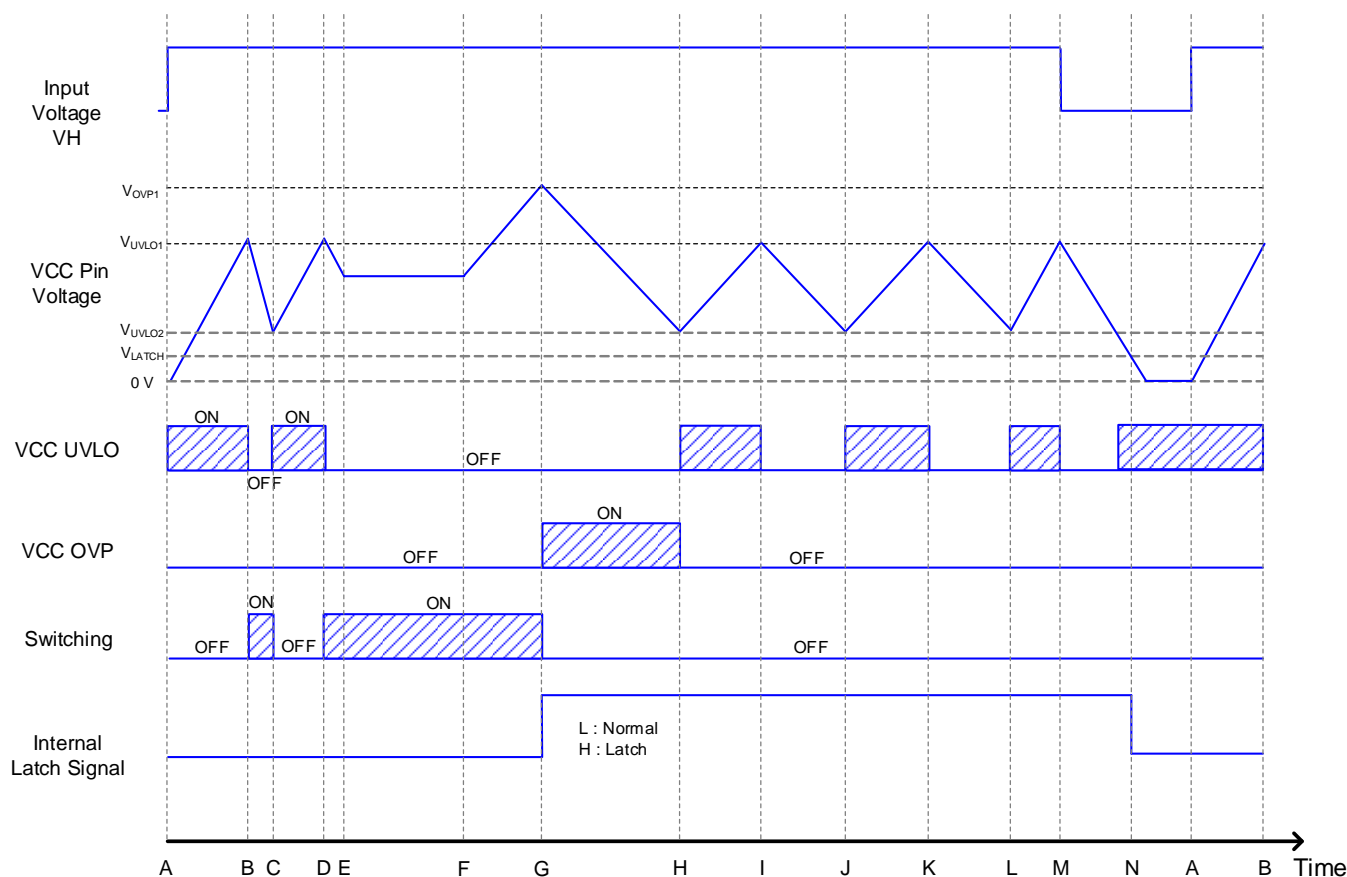 Input
Voltage
VH
VOVP1
VUVLO1
VCC Pin
Voltage
VUVLO2
VLATCH
0 V
ON
ON
VCC UVLO
OFF
OFF
ON
VCC OVP
OFF
OFF
ON
ON
Switching
OFF
OFF
OFF
L : Normal
H : Latch
Internal
Latch Signal
A B C D E F G H I J K L M N A B Time